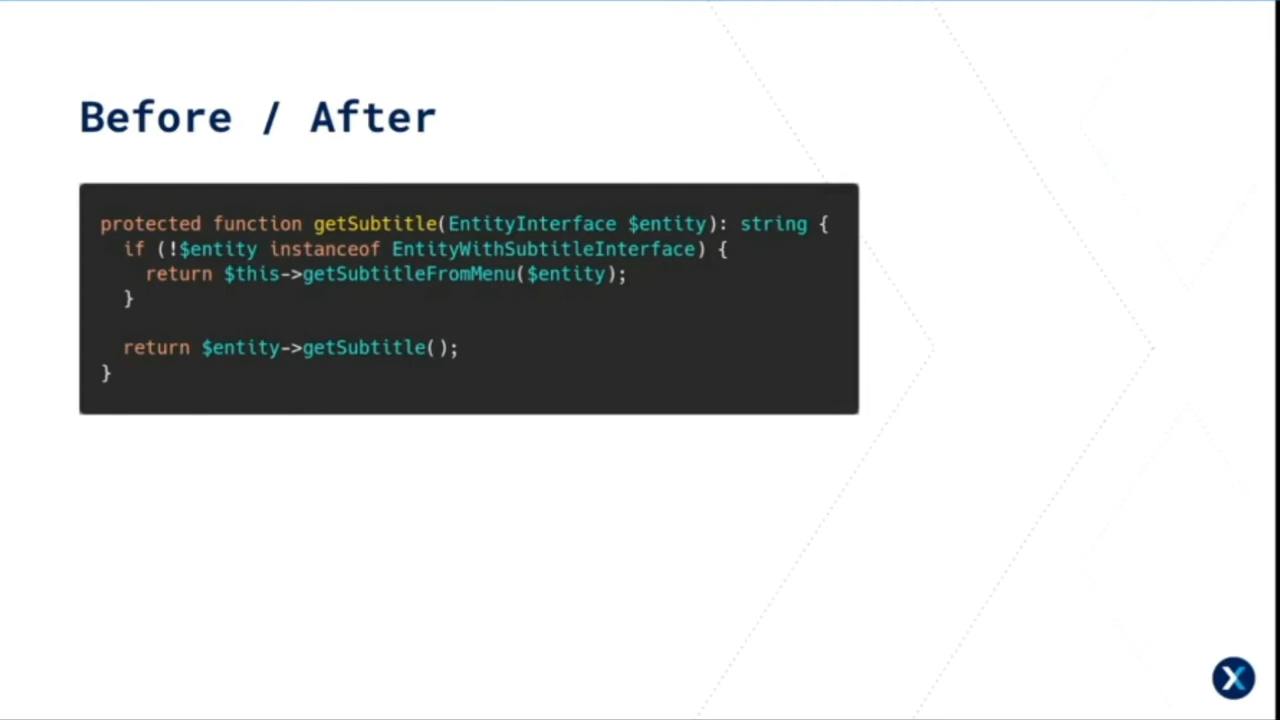 Before / After
protected function getSubtitle(EntityInterface $entity): string {
  if (!$entity instanceof EntityWithSubtitleInterface) {
    return $this->getSubtitleFromMenu($entity);
  }

  return $entity->getSubtitle();
}
X